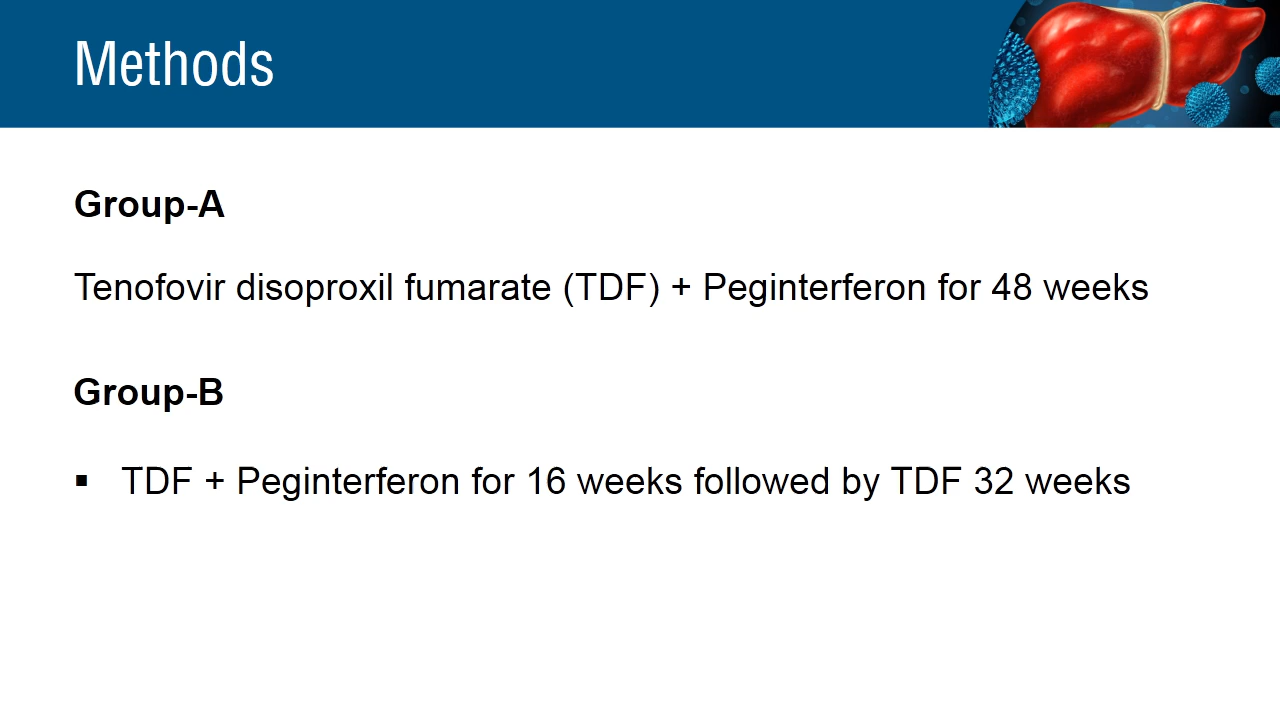 Methods
Group-A
Tenofovir disoproxil fumarate (TDF) + Peginterferon for 48 weeks
Group-B
▪ TDF + Peginterferon for 16 weeks followed by TDF 32 weeks